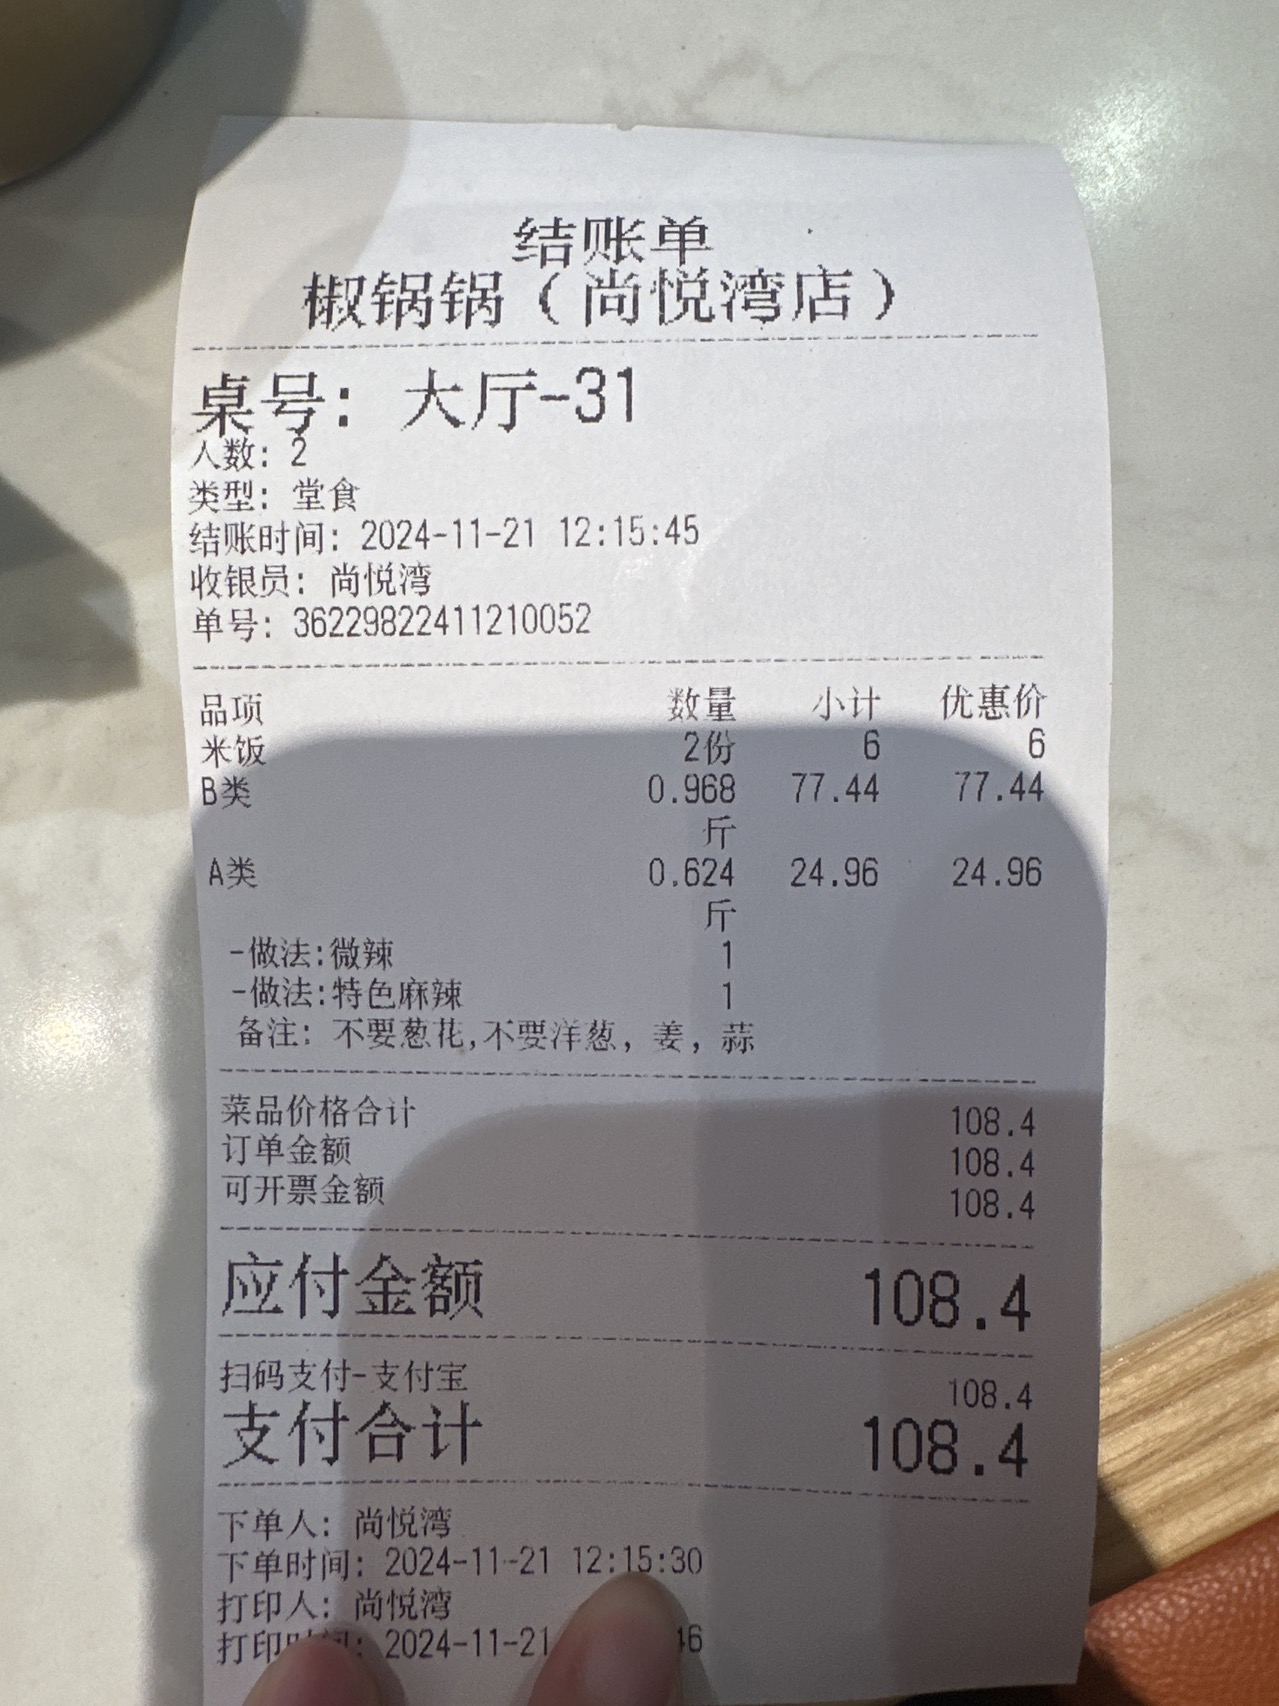 结账单
椒锅锅（尚悦湾店）
桌号：大厅-31
人数：2
类型：堂食
结账时间：2024-11-21 12:15:45
收银员：尚悦湾
单号：36229822411210052
品项 数量 小计 优惠价
米饭 2份 6 6
B类 0.968 77.44 77.44
斤
A类 0.624 24.96 24.96
斤
-做法:微辣 1
-做法:特色麻辣 1
备注：不要葱花,不要洋葱，姜，蒜
菜品价格合计 108.4
订单金额 108.4
可开票金额 108.4
应付金额 108.4
扫码支付-支付宝 108.4
支付合计 108.4
下单人：尚悦湾
下单时间：2024-11-21 12:15:30
打印人：尚悦湾
打印时间：2024-11-21 46